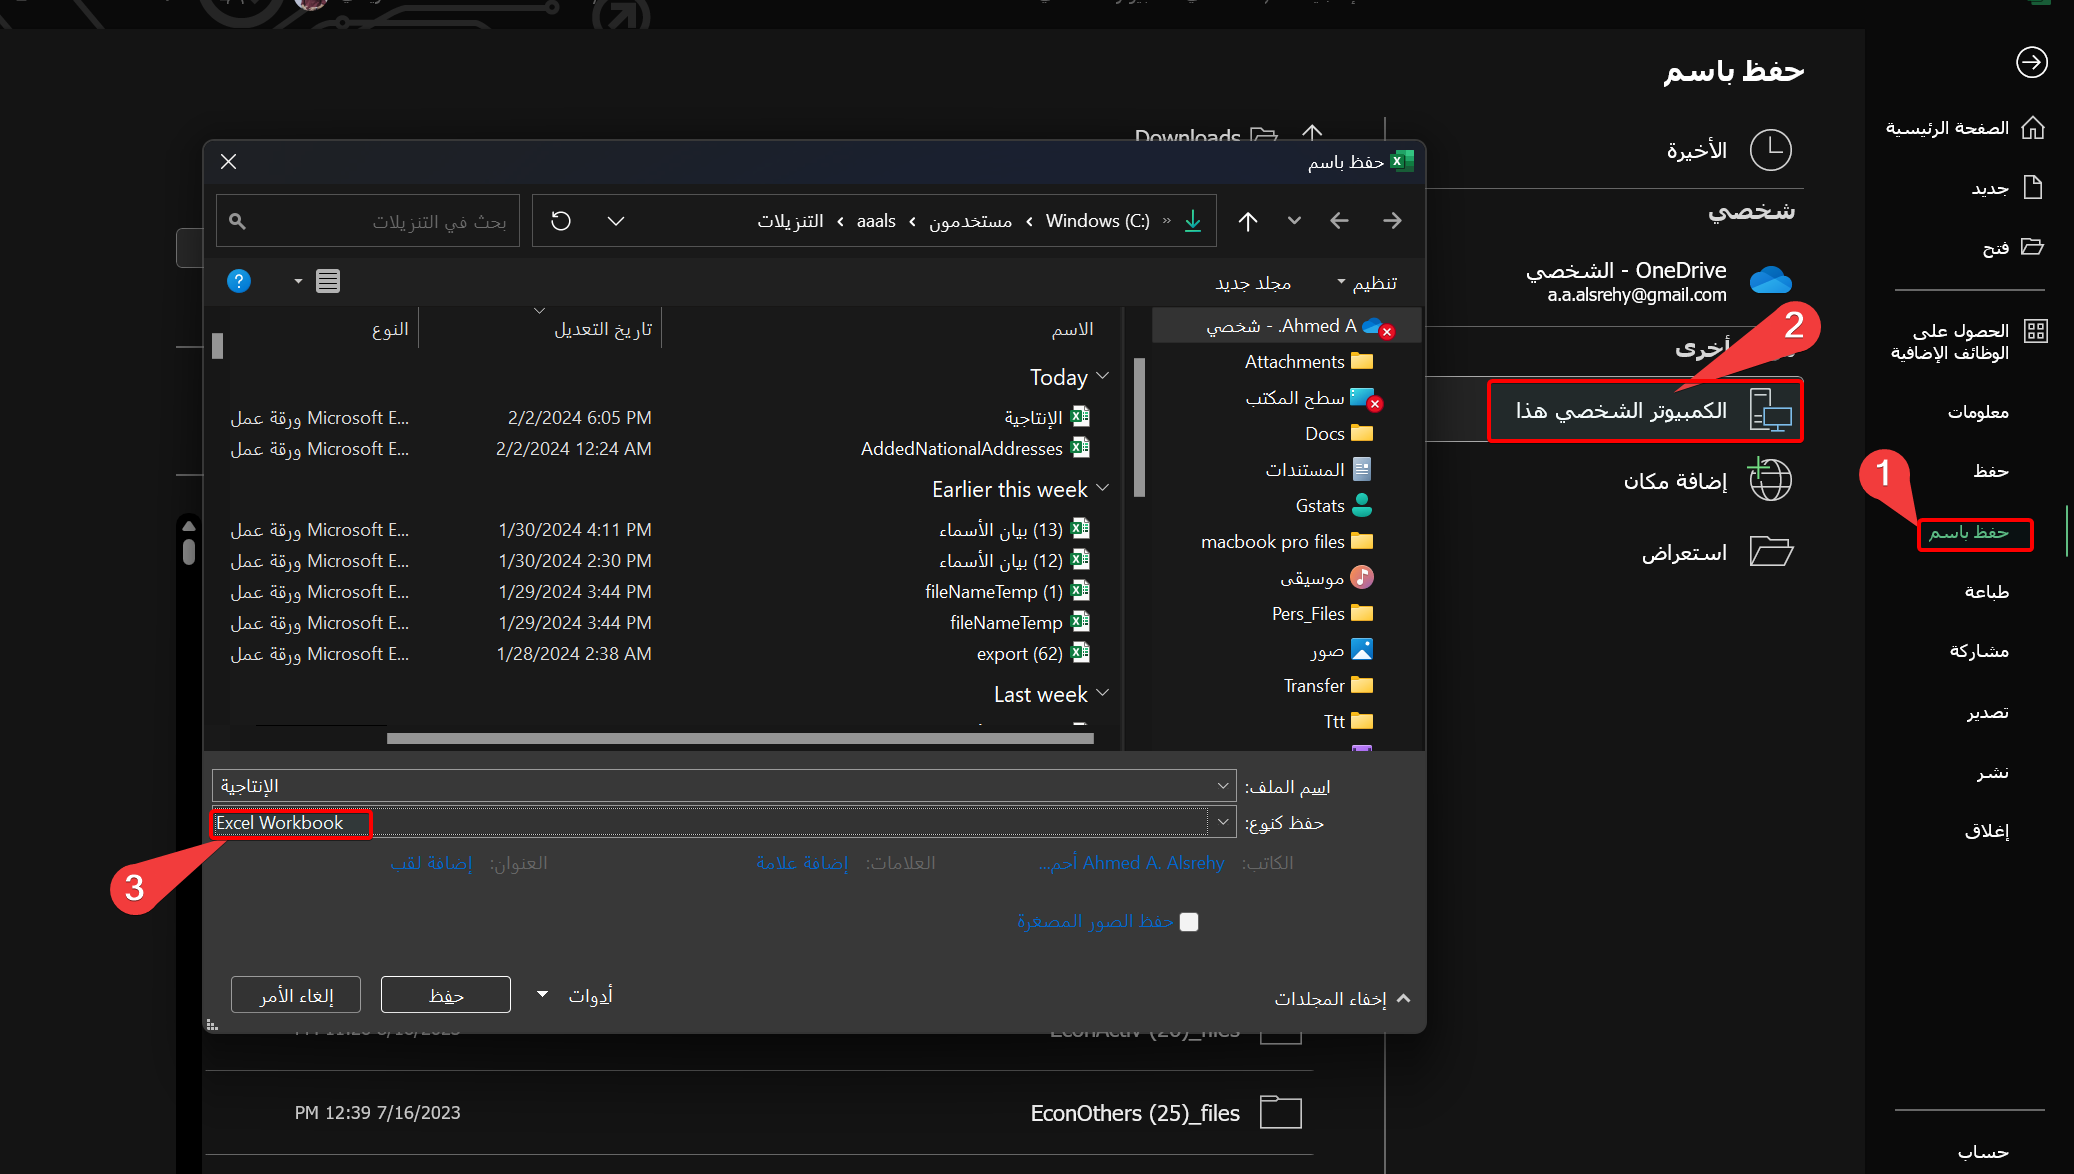 حفظ باسم
الصفحة الرئيسية
جديد
فتح
الحصول على
الوظائف الإضافية
معلومات
حفظ
حفظ باسم
طباعة
مشاركة
تصدير
نشر
إغلاق
حساب
1
الأخيرة
شخصي
OneDrive - الشخصي
a.a.alsrehy@gmail.com
أخرى
2
الكمبيوتر الشخصي هذا
إضافة مكان
استعراض
Downloads
حفظ باسم
Windows (C:) › مستخدمون › aaals › التنزيلات
بحث في التنزيلات
تنظيم
مجلد جديد
?
Ahmed A. - شخصي
Attachments
سطح المكتب
Docs
المستندات
Gstats
macbook pro files
موسيقى
Pers_Files
صور
Transfer
Ttt
الاسم تاريخ التعديل النوع
Today
الإنتاجية 2/2/2024 6:05 PM ورقة عمل Microsoft E...
AddedNationalAddresses 2/2/2024 12:24 AM ورقة عمل Microsoft E...
Earlier this week
بيان الأسماء (13) 1/30/2024 4:11 PM ورقة عمل Microsoft E...
بيان الأسماء (12) 1/30/2024 2:30 PM ورقة عمل Microsoft E...
fileNameTemp (1) 1/29/2024 3:44 PM ورقة عمل Microsoft E...
fileNameTemp 1/29/2024 3:44 PM ورقة عمل Microsoft E...
export (62) 1/28/2024 2:38 AM ورقة عمل Microsoft E...
Last week
اسم الملف: الإنتاجية
حفظ كنوع: Excel Workbook
3
الكاتب: Ahmed A. Alsrehy أحم... العلامات: إضافة علامة العنوان: إضافة لقب
حفظ الصور المصغرة
إخفاء المجلدات
أدوات
حفظ
إلغاء الأمر
EconActiv (20)_files
EconOthers (25)_files
7/16/2023 12:39 PM